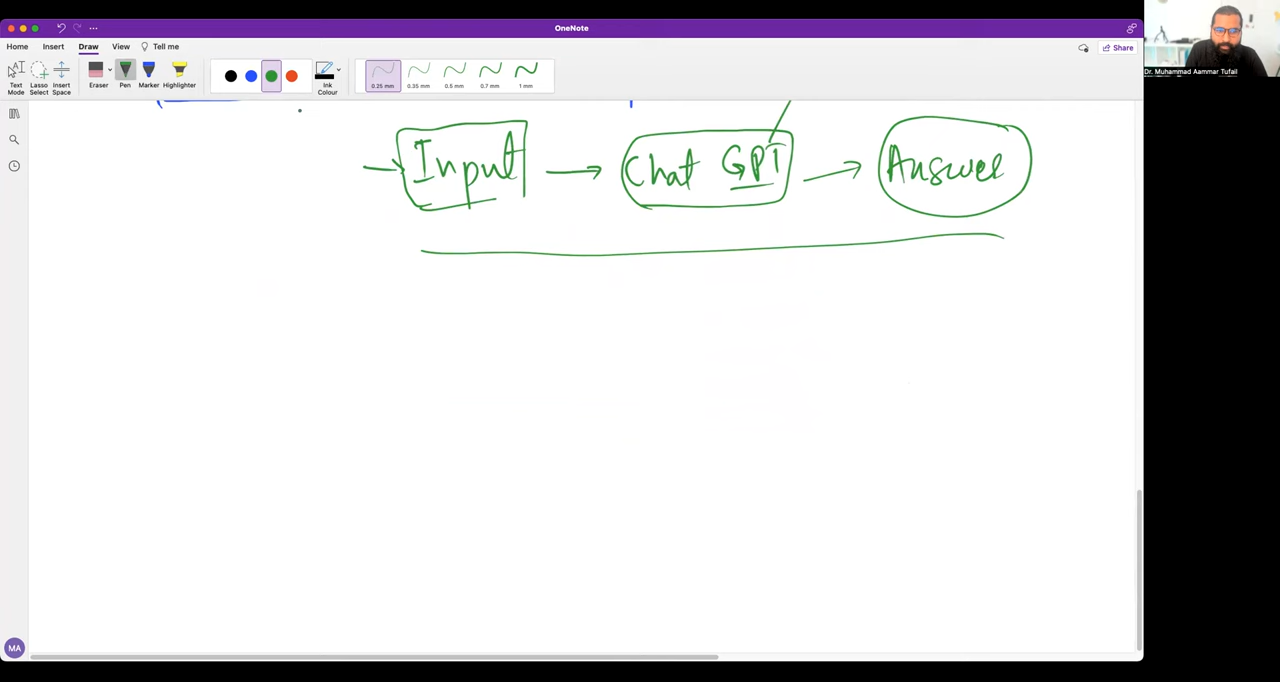 OneNote
Home Insert Draw View Tell me
Share
Text Mode
Lasso Select
Insert Space
Eraser
Pen
Marker
Highlighter
Ink Colour
0.25 mm
0.35 mm
0.5 mm
0.7 mm
1 mm
Dr. Muhammad Aammar Tufail
Input Chat GPT Answer
MA